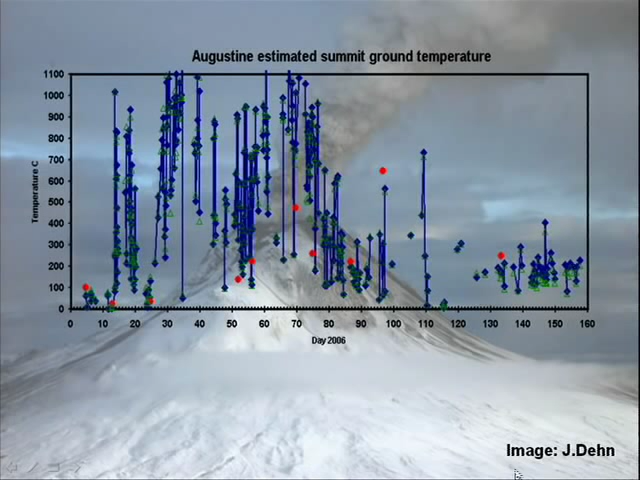 Augustine estimated summit ground temperature
1100
1000
900
800
700
600
500
400
300
200
100
0
Temperature C
0 10 20 30 40 50 60 70 80 90 100 110 120 130 140 150 160
Day 2006
Image: J.Dehn